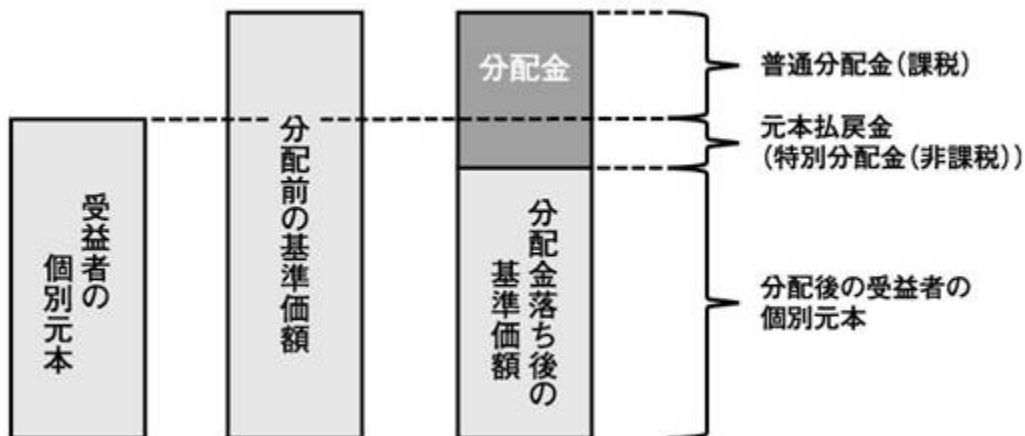 受益者の
個別元本
分配前の基準価額
分配金
分配金落ち後の
基準価額
普通分配金(課税)
元本払戻金
(特別分配金(非課税))
分配後の受益者の
個別元本